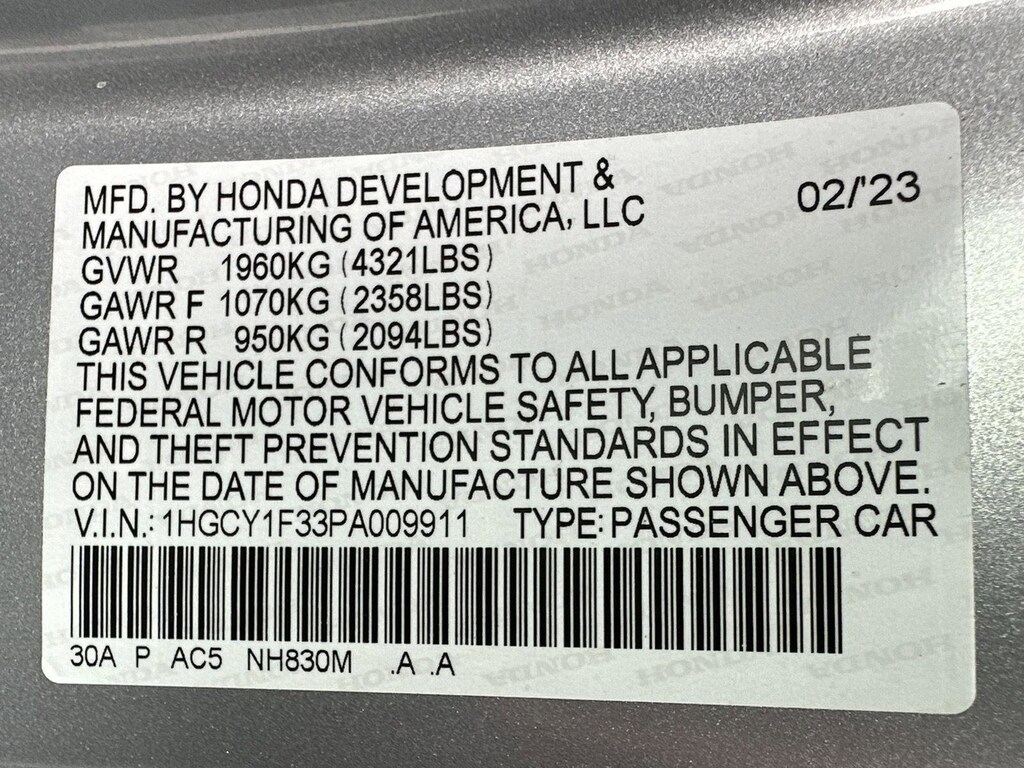 MFD. BY HONDA DEVELOPMENT &
MANUFACTURING OF AMERICA, LLC
02/'23
GVWR 1960KG (4321LBS)
GAWR F 1070KG (2358LBS)
GAWR R 950KG (2094LBS)
THIS VEHICLE CONFORMS TO ALL APPLICABLE
FEDERAL MOTOR VEHICLE SAFETY, BUMPER,
AND THEFT PREVENTION STANDARDS IN EFFECT
ON THE DATE OF MANUFACTURE SHOWN ABOVE.
V.I.N.: 1HGCY1F33PA009911 TYPE: PASSENGER CAR
30A P AC5 NH830M .A .A